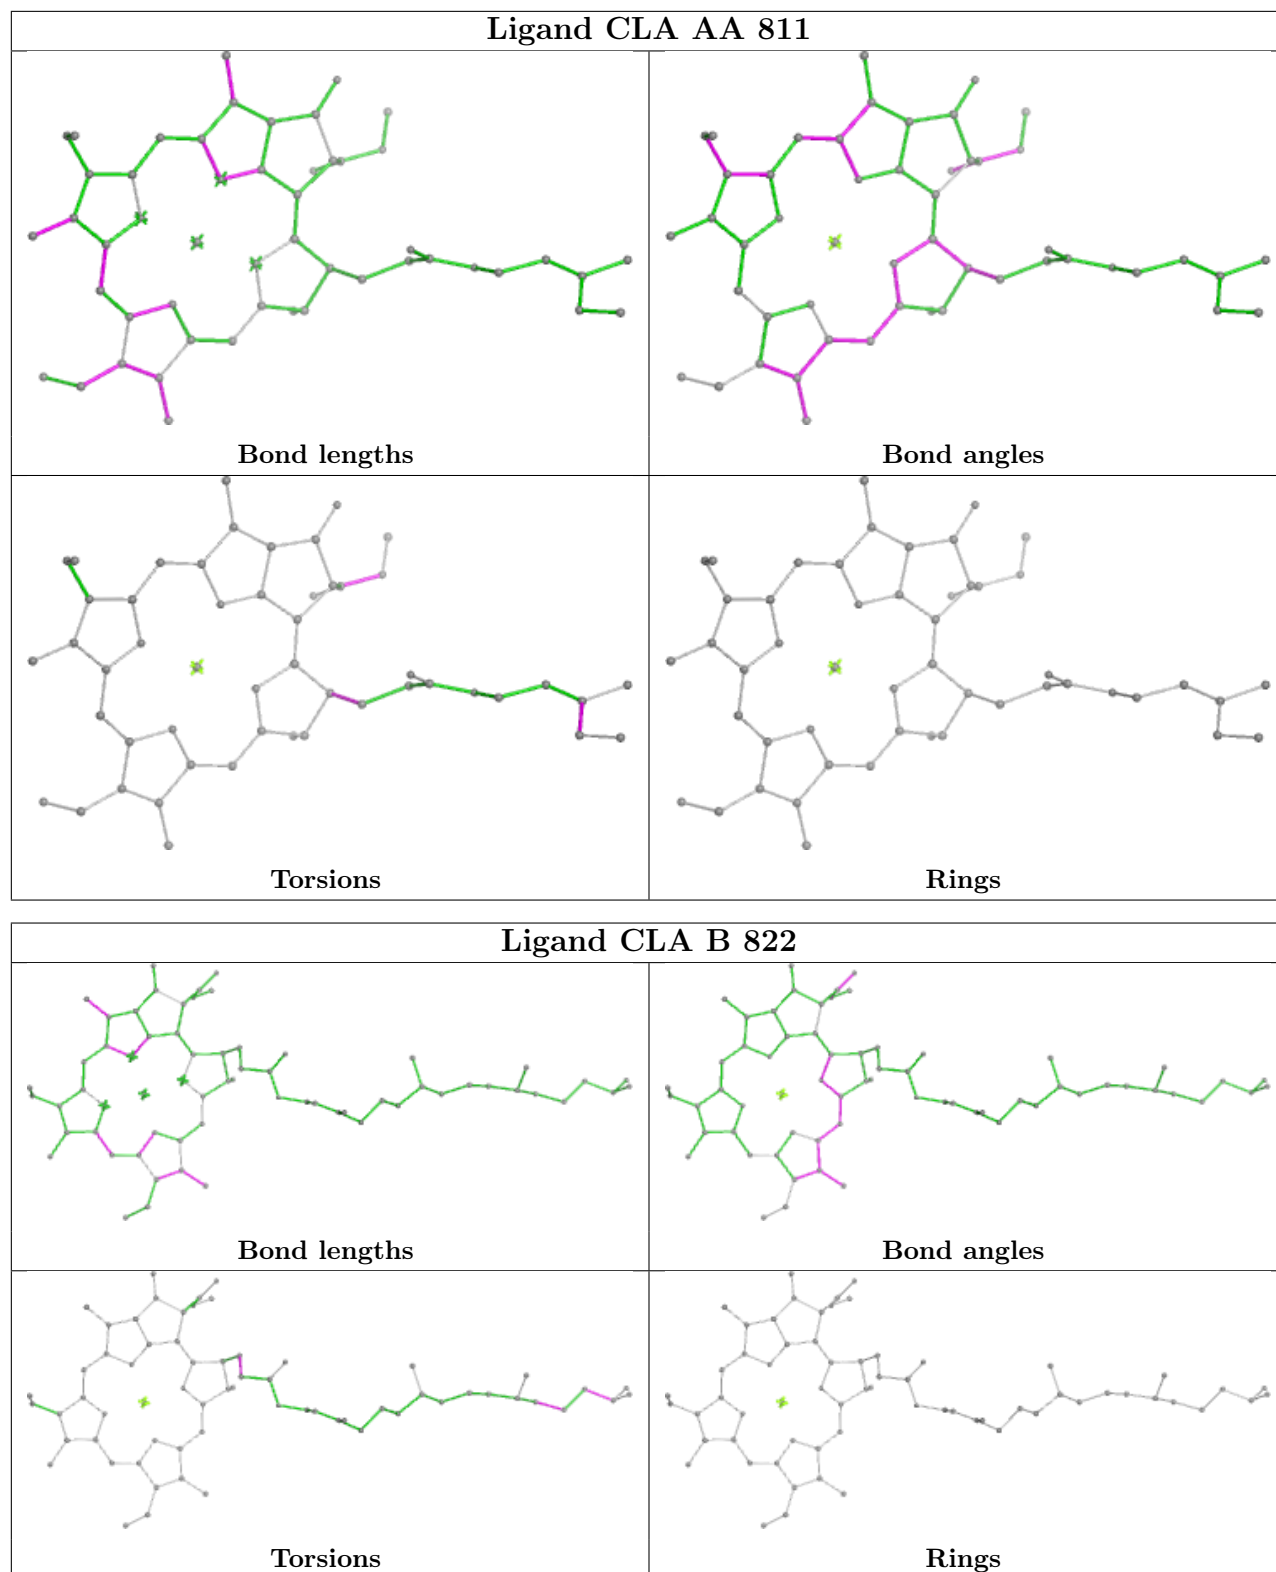 Ligand CLA AA 811
Bond lengths
Bond angles
Torsions
Rings
Ligand CLA B 822
Bond lengths
Bond angles
Torsions
Rings